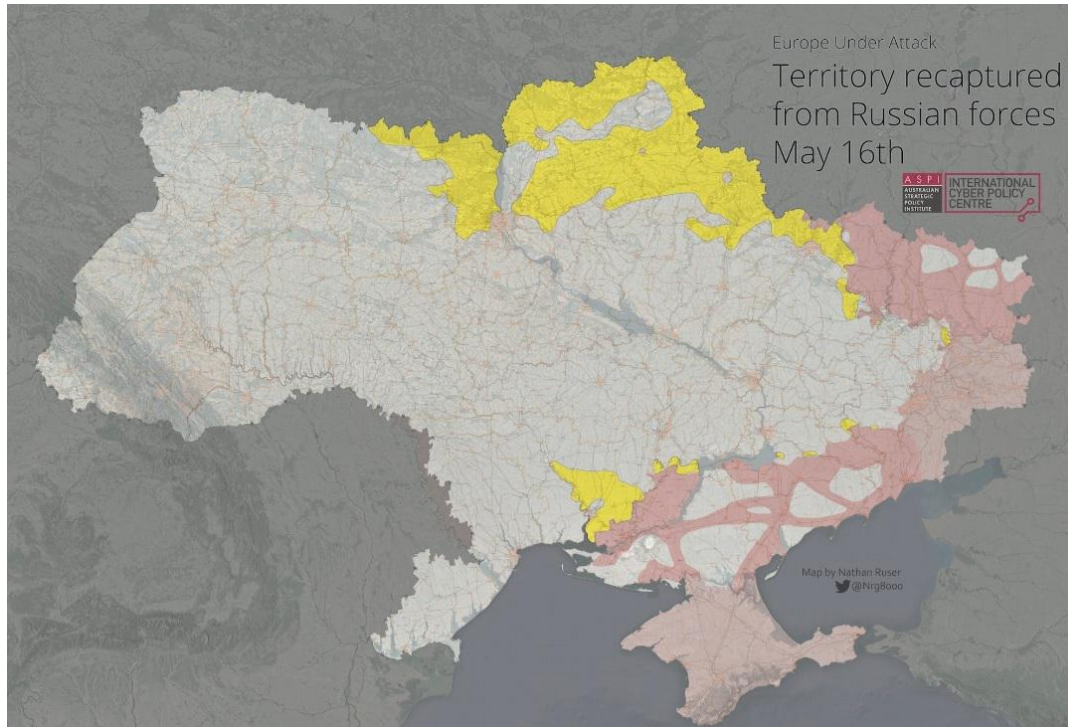 Europe Under Attack
Territory recaptured
from Russian forces
May 16th
ASPI
AUSTRALIAN
STRATEGIC
POLICY
INSTITUTE
INTERNATIONAL
CYBER POLICY
CENTRE
Map by Nathan Ruser
@Nrg8000